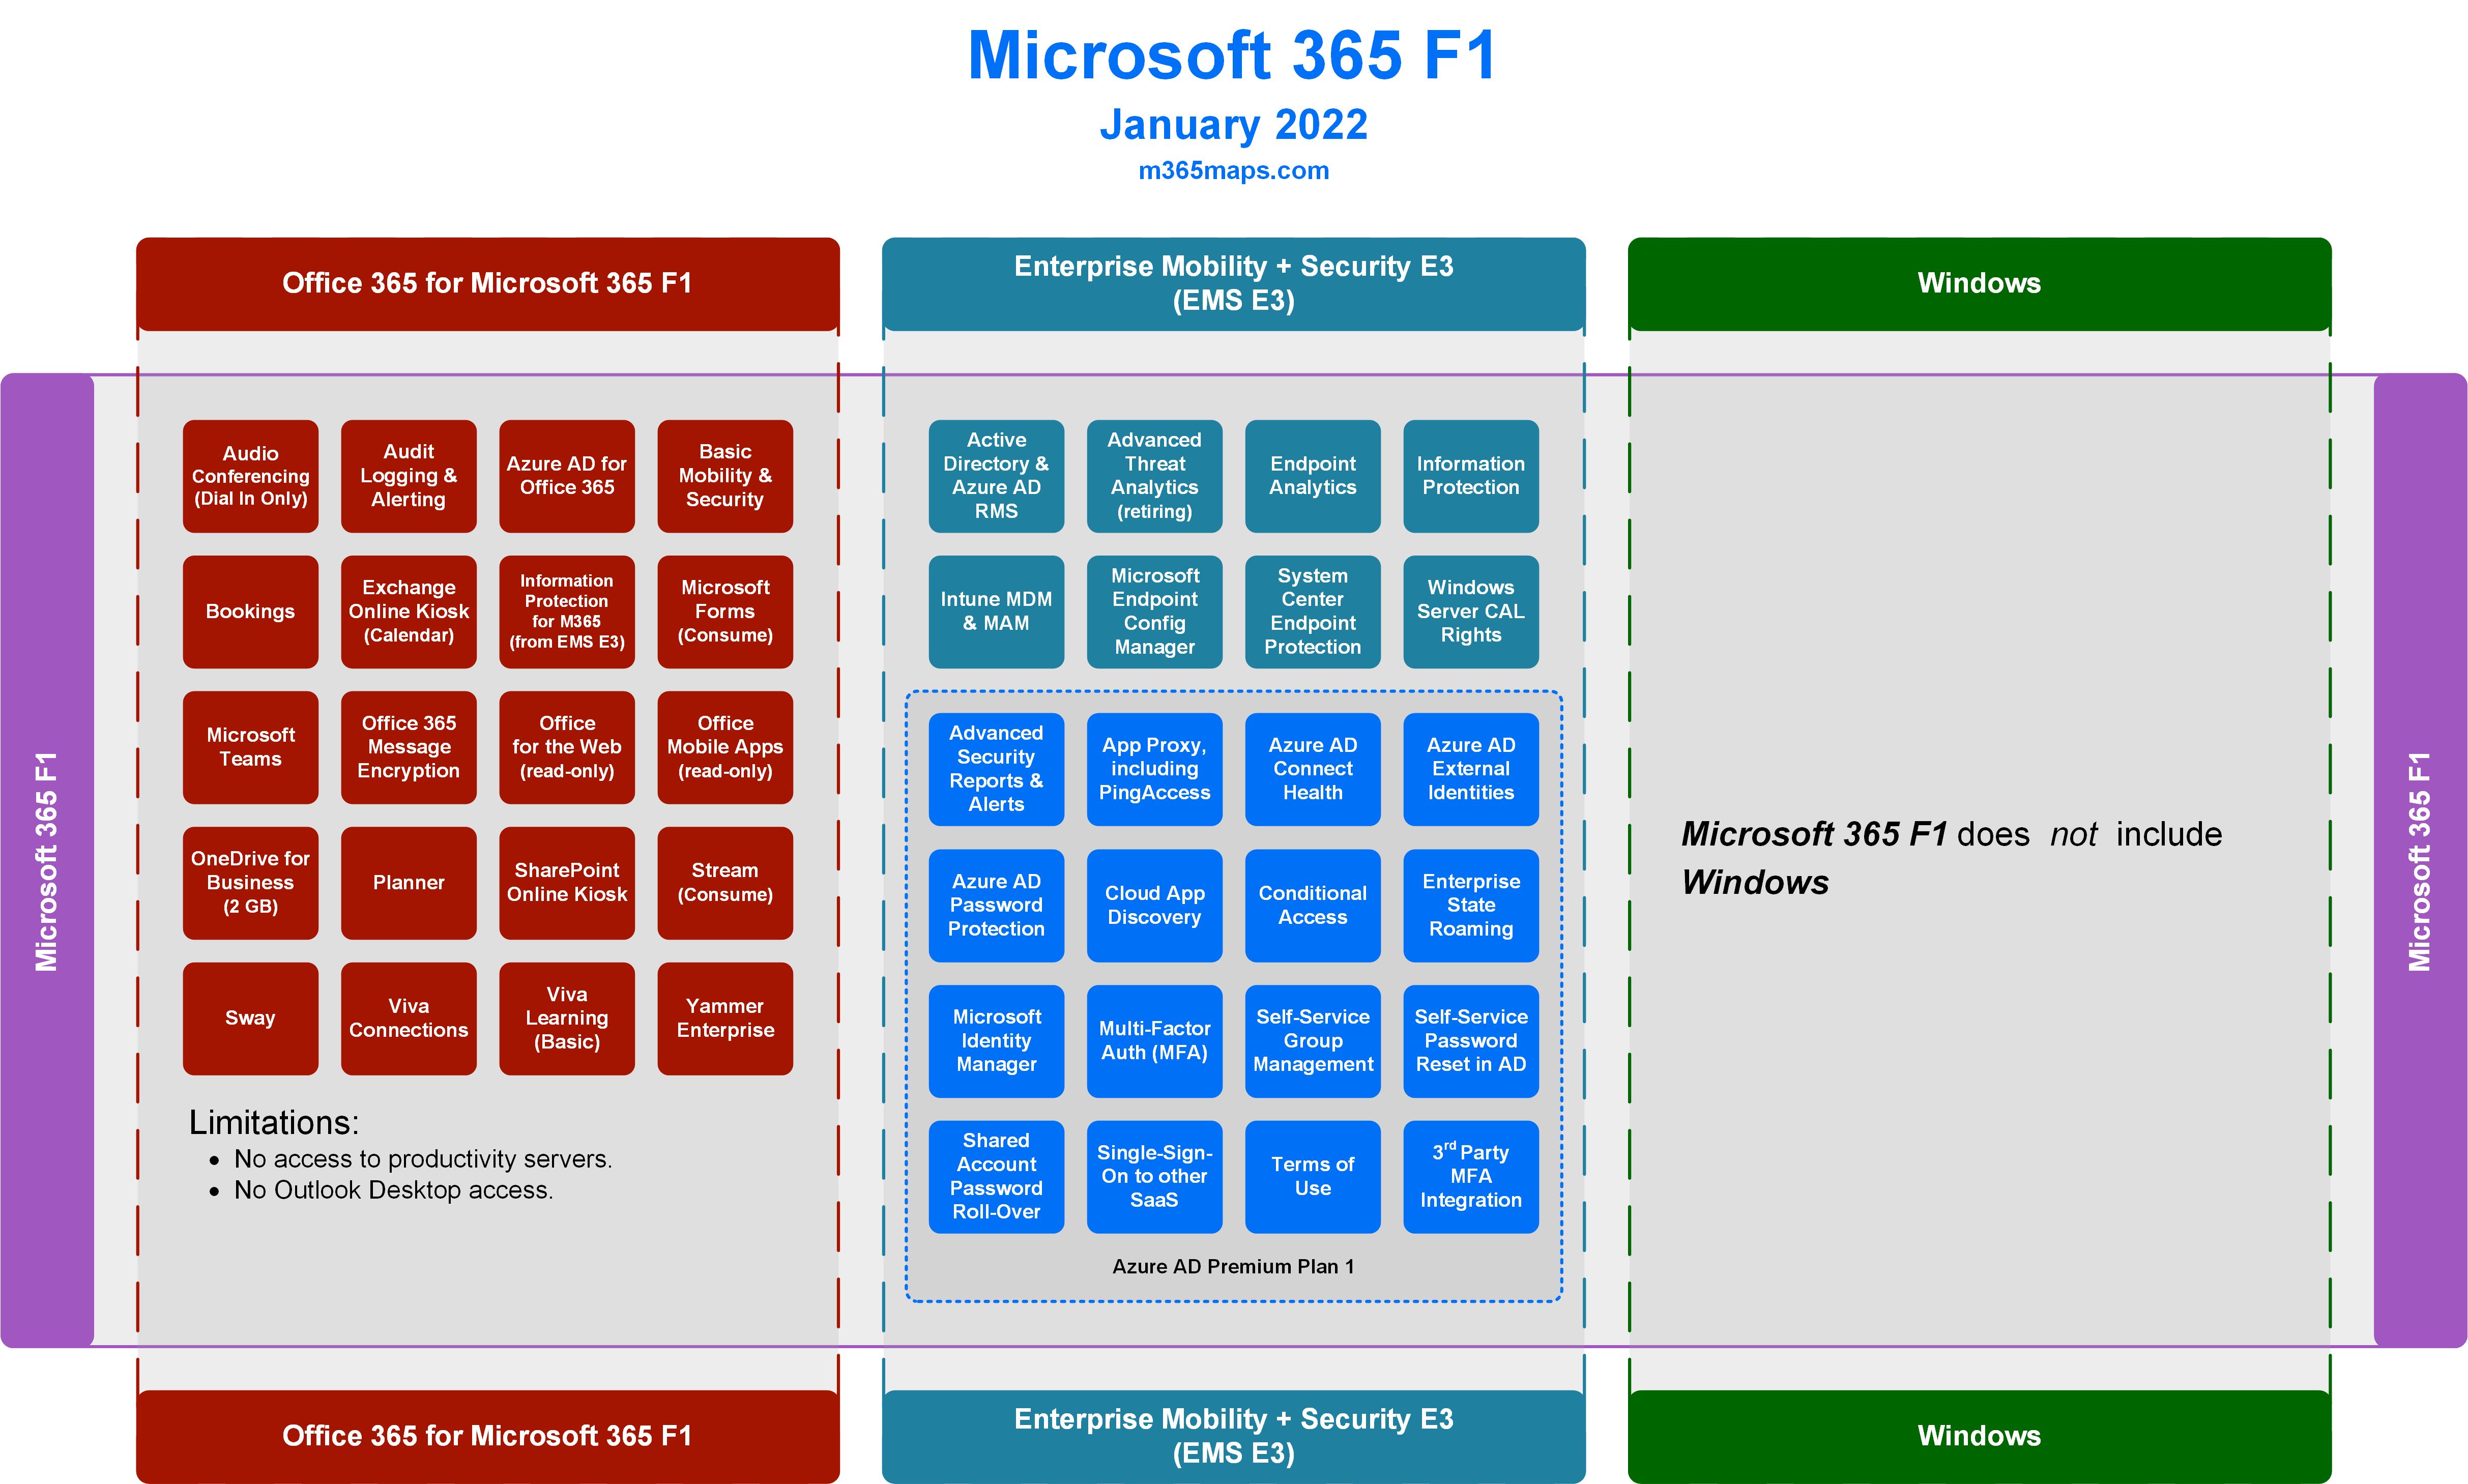 Microsoft 365 F1
January 2022
m365maps.com
Office 365 for Microsoft 365 F1
Enterprise Mobility + Security E3
(EMS E3)
Windows
Microsoft 365 F1
Audio
Conferencing
(Dial In Only)
Audit
Logging &
Alerting
Azure AD for
Office 365
Basic
Mobility &
Security
Bookings
Exchange
Online Kiosk
(Calendar)
Information
Protection
for M365
(from EMS E3)
Microsoft
Forms
(Consume)
Microsoft
Teams
Office 365
Message
Encryption
Office
for the Web
(read-only)
Office
Mobile Apps
(read-only)
OneDrive for
Business
(2 GB)
Planner
SharePoint
Online Kiosk
Stream
(Consume)
Sway
Viva
Connections
Viva
Learning
(Basic)
Yammer
Enterprise
Limitations:
• No access to productivity servers.
• No Outlook Desktop access.
Active
Directory &
Azure AD
RMS
Advanced
Threat
Analytics
(retiring)
Endpoint
Analytics
Information
Protection
Intune MDM
& MAM
Microsoft
Endpoint
Config
Manager
System
Center
Endpoint
Protection
Windows
Server CAL
Rights
Advanced
Security
Reports &
Alerts
App Proxy,
including
PingAccess
Azure AD
Connect
Health
Azure AD
External
Identities
Azure AD
Password
Protection
Cloud App
Discovery
Conditional
Access
Enterprise
State
Roaming
Microsoft
Identity
Manager
Multi-Factor
Auth (MFA)
Self-Service
Group
Management
Self-Service
Password
Reset in AD
Shared
Account
Password
Roll-Over
Single-Sign-
On to other
SaaS
Terms of
Use
3rd Party
MFA
Integration
Azure AD Premium Plan 1
Microsoft 365 F1 does not include
Windows
Microsoft 365 F1
Office 365 for Microsoft 365 F1
Enterprise Mobility + Security E3
(EMS E3)
Windows